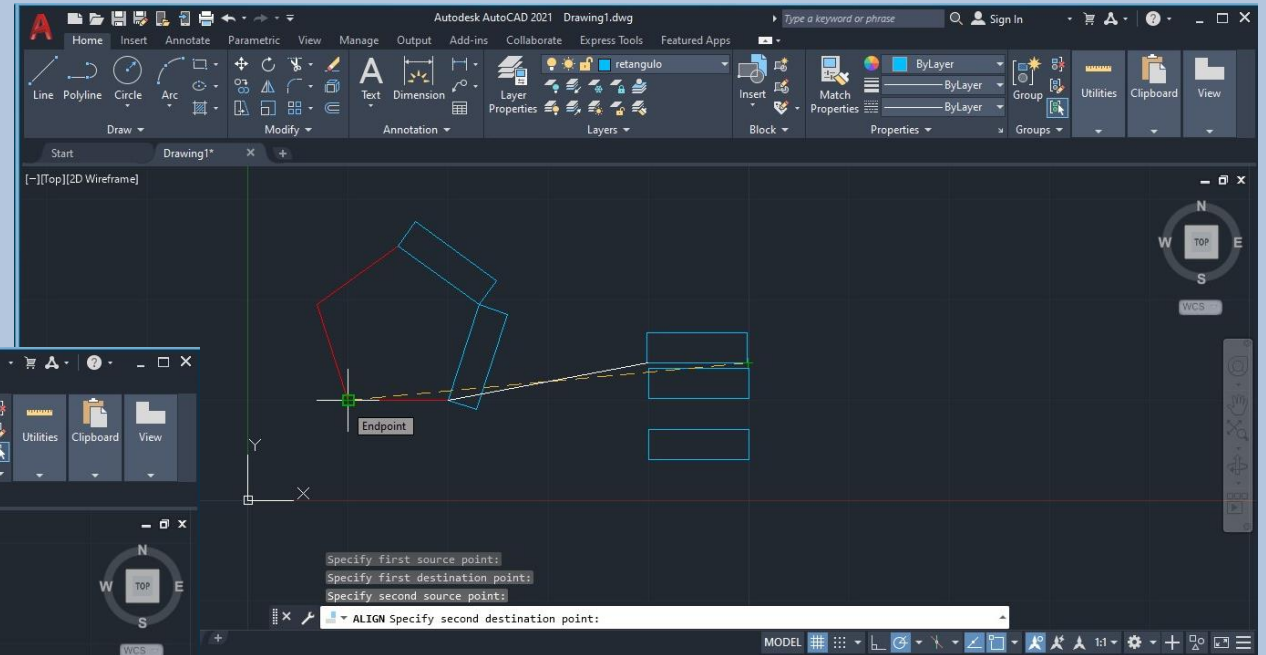 Autodesk AutoCAD 2021 Drawing1.dwg
Type a keyword or phrase
Sign In
Home Insert Annotate Parametric View Manage Output Add-ins Collaborate Express Tools Featured Apps
Line Polyline Circle Arc
Text Dimension
Layer
Properties
retangulo
Insert
Match
Properties
ByLayer
ByLayer
ByLayer
Group
Utilities
Clipboard
View
Draw
Modify
Annotation
Layers
Block
Properties
Groups
Start
Drawing1*
[−][Top][2D Wireframe]
N
W TOP E
S
WCS
Endpoint
Y
X
Specify first source point:
Specify first destination point:
Specify second source point:
ALIGN Specify second destination point:
MODEL
1:1
Utilities
Clipboard
View
N
W TOP E
S
WCS